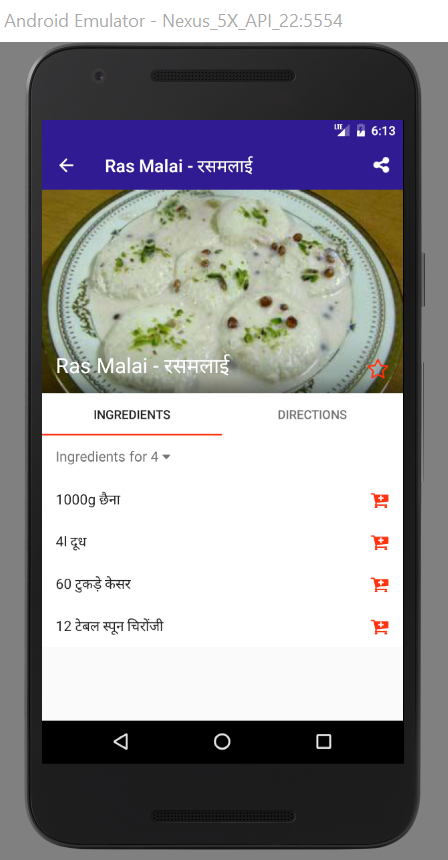 Android Emulator - Nexus_5X_API_22:5554
LTE 6:13
Ras Malai - रसमलाई
Ras Malai - रसमलाई
INGREDIENTS DIRECTIONS
Ingredients for 4
1000g छैना
4l दूध
60 टुकड़े केसर
12 टेबल स्पून चिरोंजी